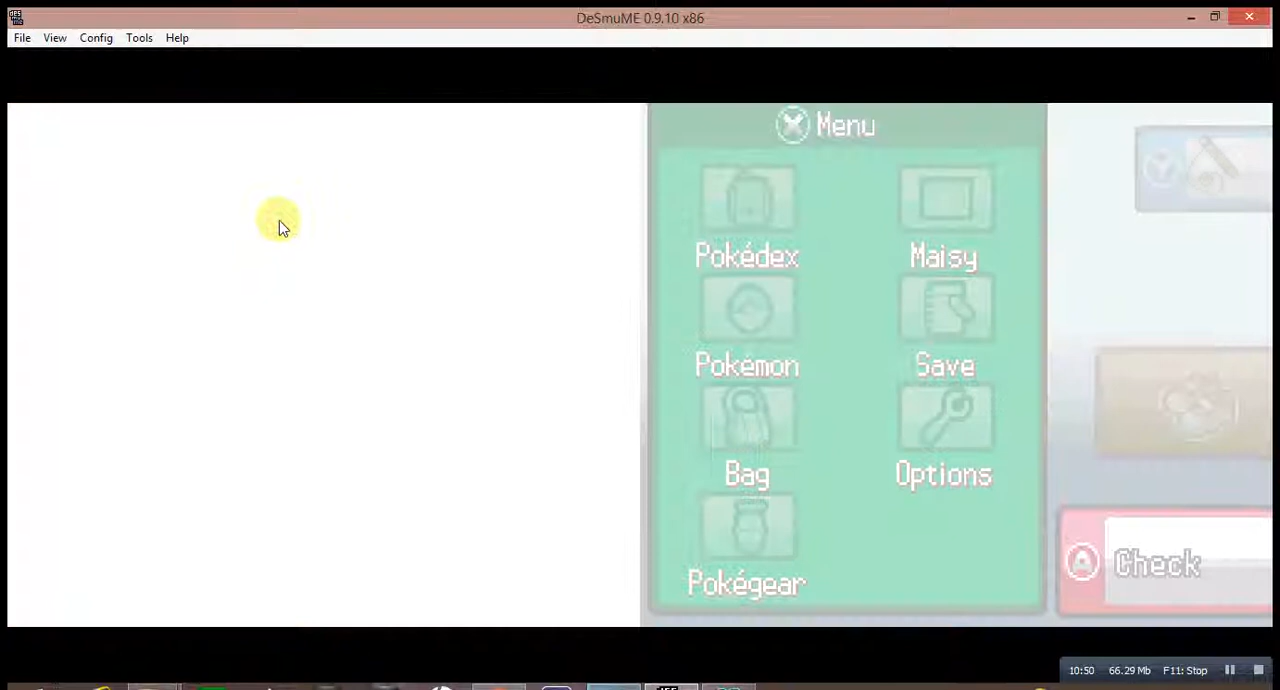 DeSmuME 0.9.10 x86
File View Config Tools Help
X Menu
Y
Pokédex Maisy
Pokémon Save
Bag Options
A Check
Pokégear
10:50 66.29 Mb F11: Stop